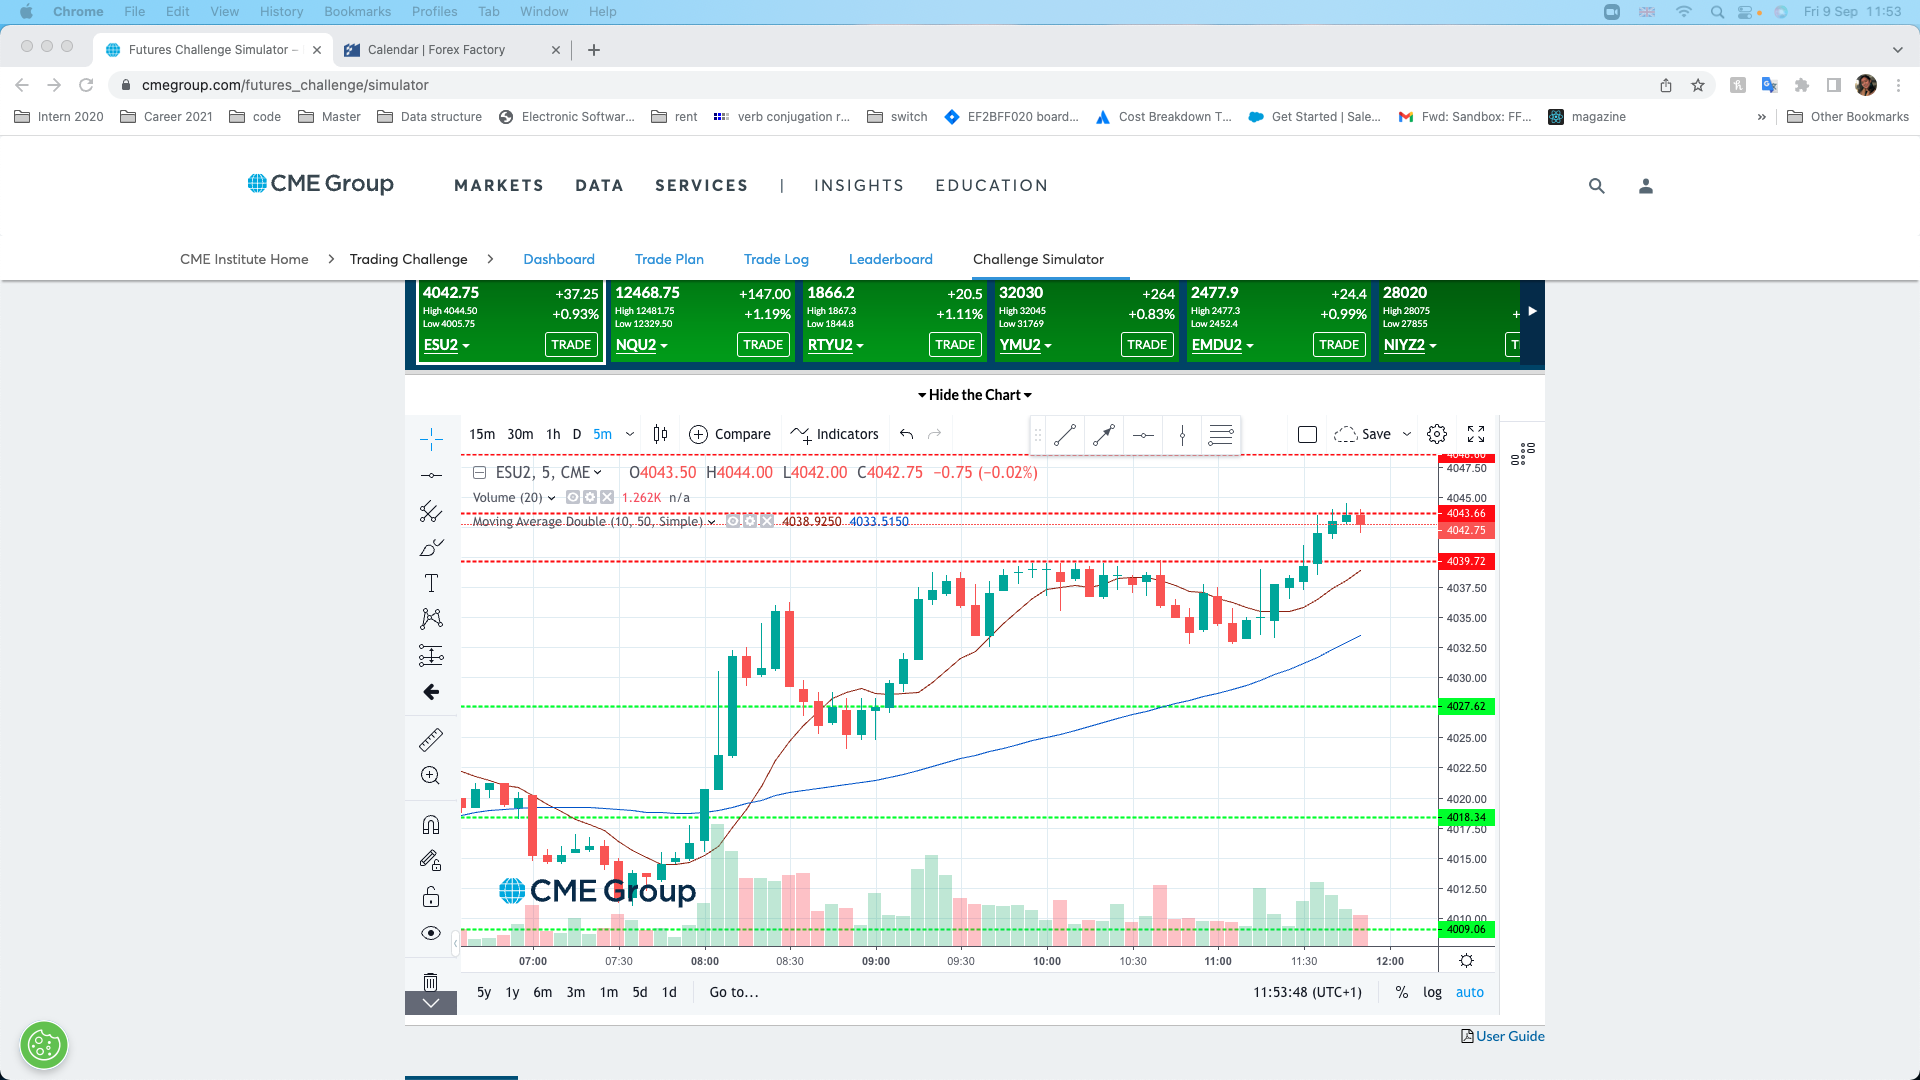 Chrome File Edit View History Bookmarks Profiles Tab Window Help Fri 9 Sep 11:53
Futures Challenge Simulator –
Calendar | Forex Factory
cmegroup.com/futures_challenge/simulator
Intern 2020 Career 2021 code Master Data structure Electronic Softwar... rent verb conjugation r... switch EF2BFF020 board... Cost Breakdown T... Get Started | Sale... Fwd: Sandbox: FF... magazine » Other Bookmarks
CME Group MARKETS DATA SERVICES | INSIGHTS EDUCATION
CME Institute Home > Trading Challenge > Dashboard Trade Plan Trade Log Leaderboard Challenge Simulator
4042.75 +37.25 12468.75 +147.00 1866.2 +20.5 32030 +264 2477.9 +24.4 28020
High 4044.50 +0.93% High 12481.75 +1.19% High 1867.3 +1.11% High 32045 +0.83% High 2477.3 +0.99% High 28075 +
Low 4005.75 Low 12329.50 Low 1844.8 Low 31769 Low 2452.4 Low 27855
ESU2 TRADE NQU2 TRADE RTYU2 TRADE YMU2 TRADE EMDU2 TRADE NIYZ2 T
Hide the Chart
15m 30m 1h D 5m Compare Indicators Save
ESU2, 5, CME O4043.50 H4044.00 L4042.00 C4042.75 −0.75 (−0.02%)
Volume (20) 1.262K n/a
Moving Average Double (10, 50, Simple) 4038.9250 4033.5150
4047.50
4045.00
4043.66
4042.75
4039.72
4037.50
4035.00
4032.50
4030.00
4027.62
4025.00
4022.50
4020.00
4018.34
4017.50
4015.00
4012.50
4010.00
4009.06
CME Group
07:00 07:30 08:00 08:30 09:00 09:30 10:00 10:30 11:00 11:30 12:00
5y 1y 6m 3m 1m 5d 1d Go to... 11:53:48 (UTC+1) % log auto
User Guide